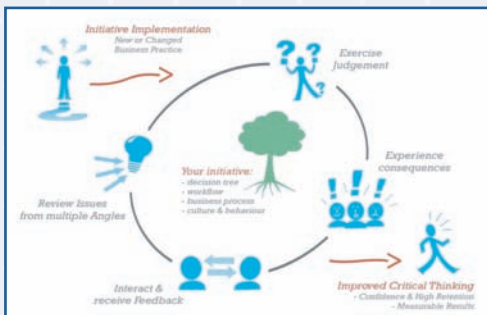 Initiative Implementation
New or Changed
Business Practice
Exercise
Judgement
Experience
consequences
Your initiative:
- decision tree
- workflow
- business process
- culture & behaviour
Review Issues
from multiple Angles
Interact &
receive Feedback
Improved Critical Thinking
- Confidence & High Retention
- Measurable Results